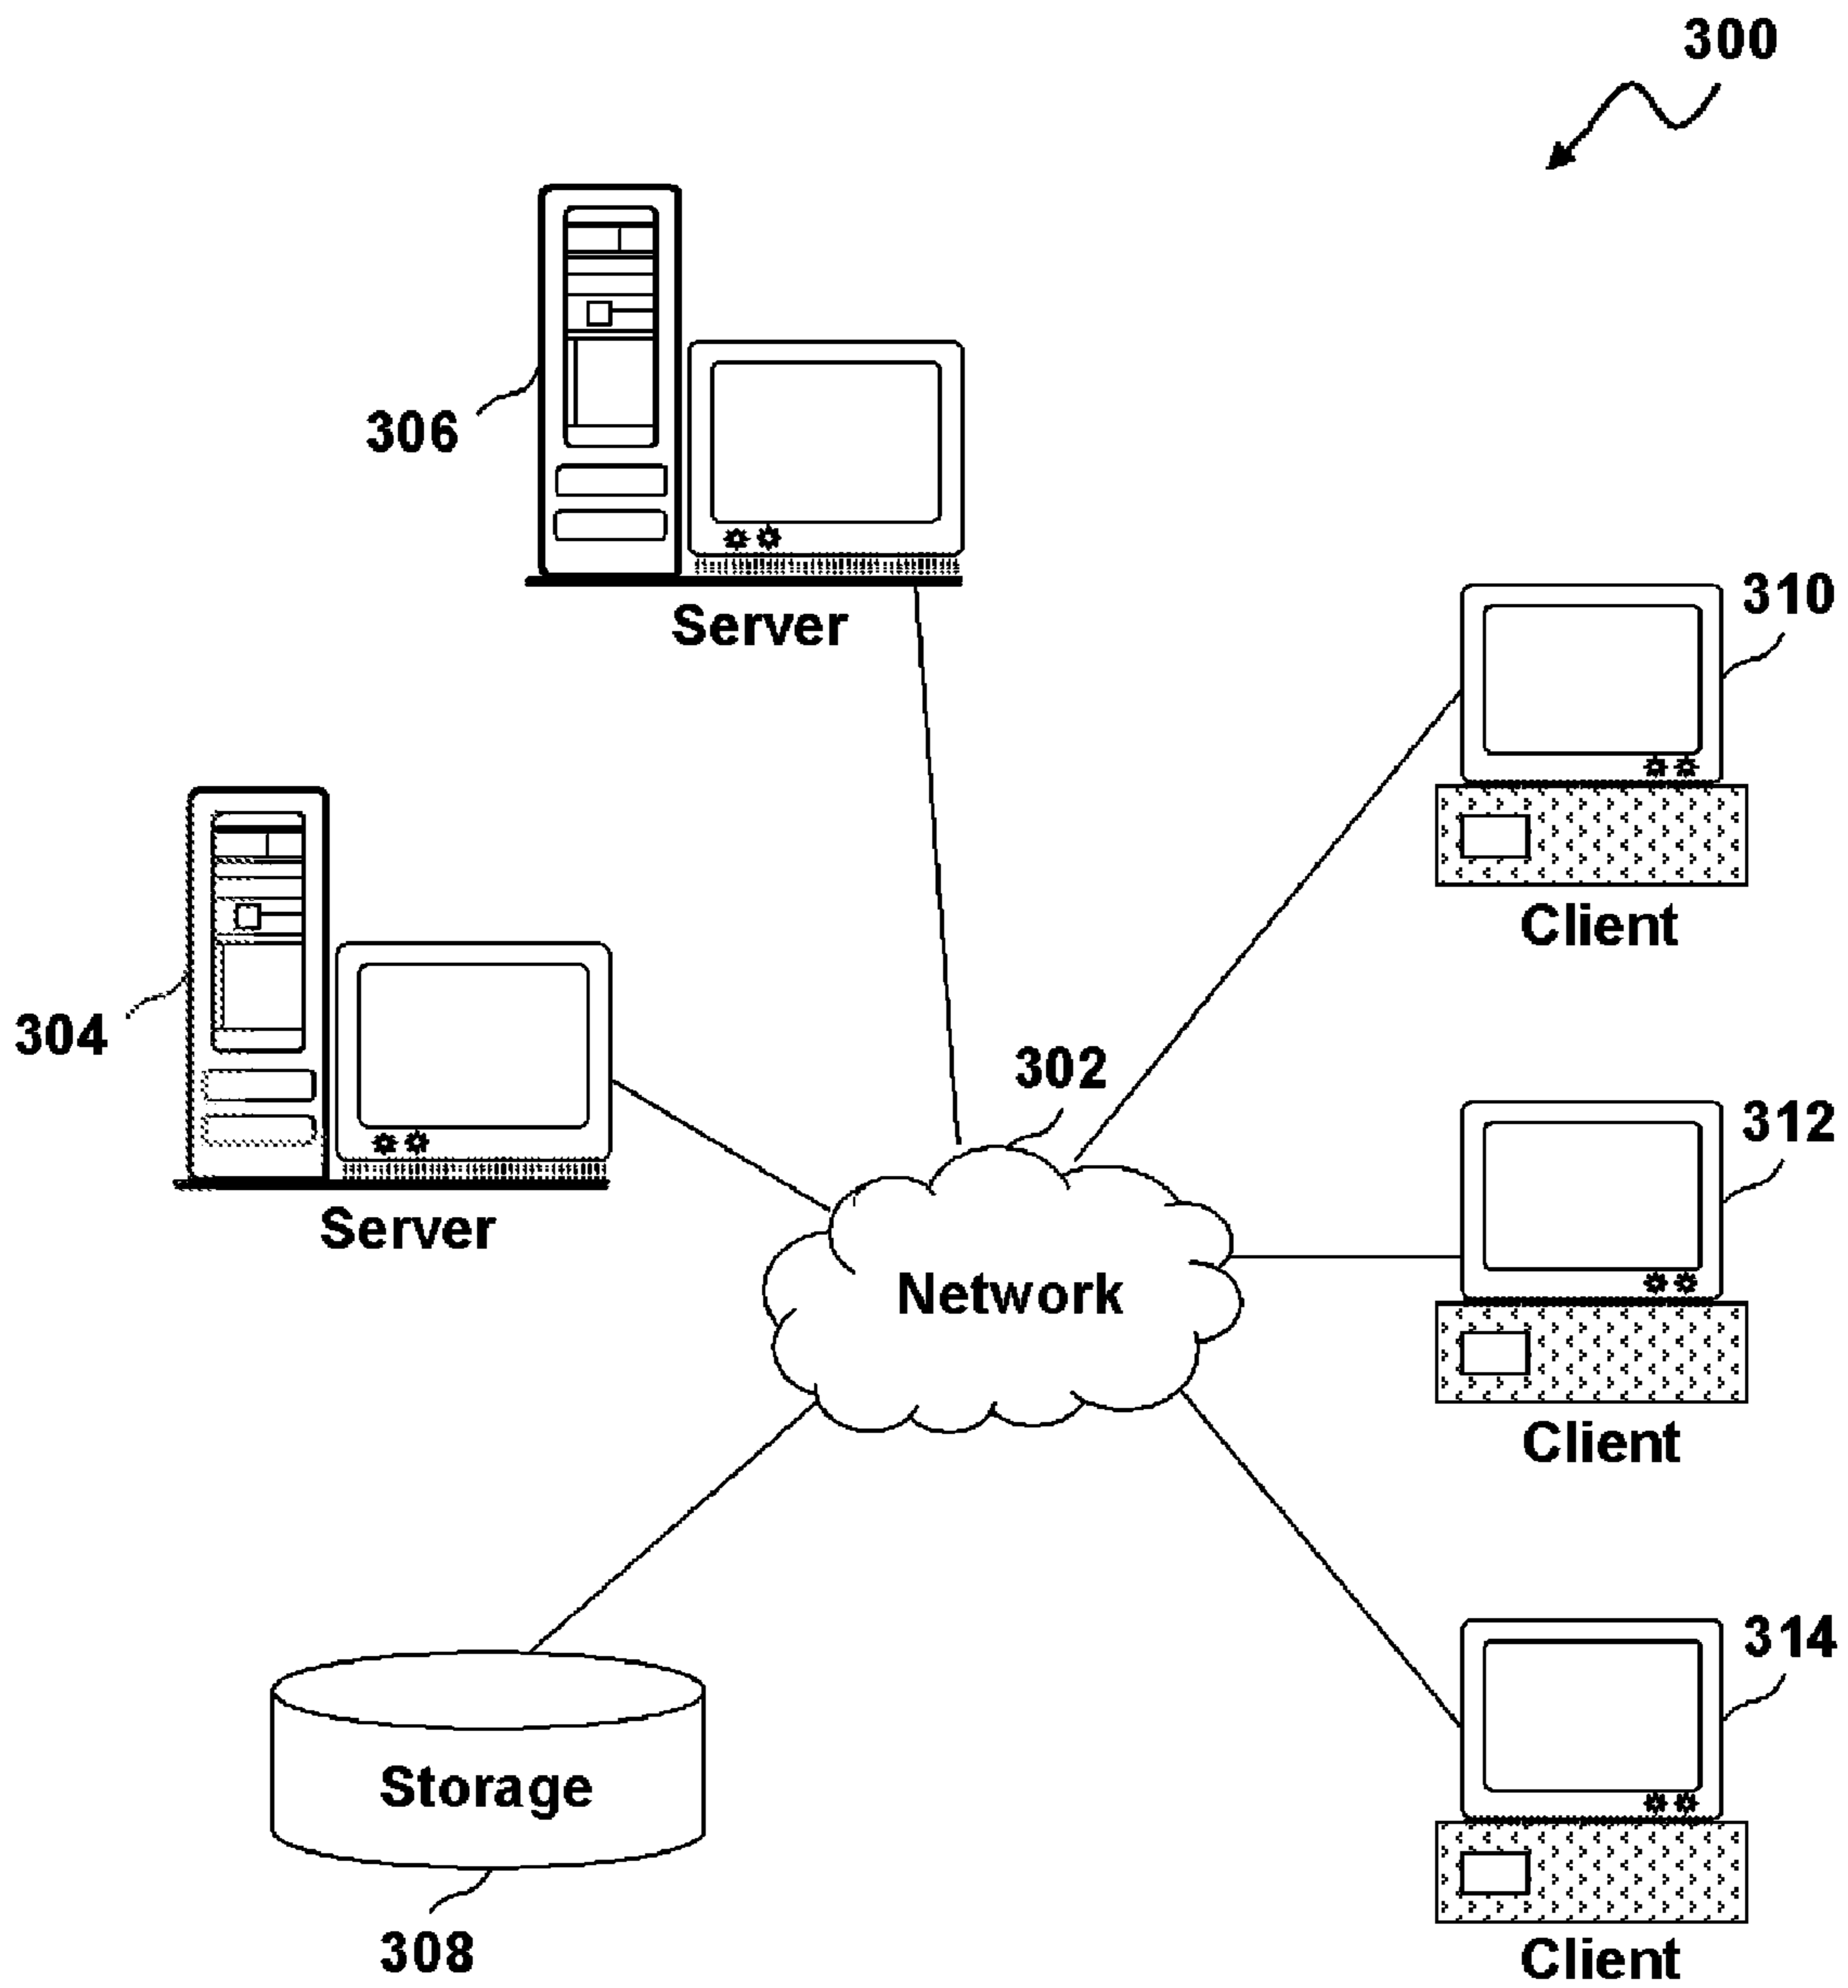 300
306
Server
310
Client
304
Server
302
Network
312
Client
Storage
308
314
Client